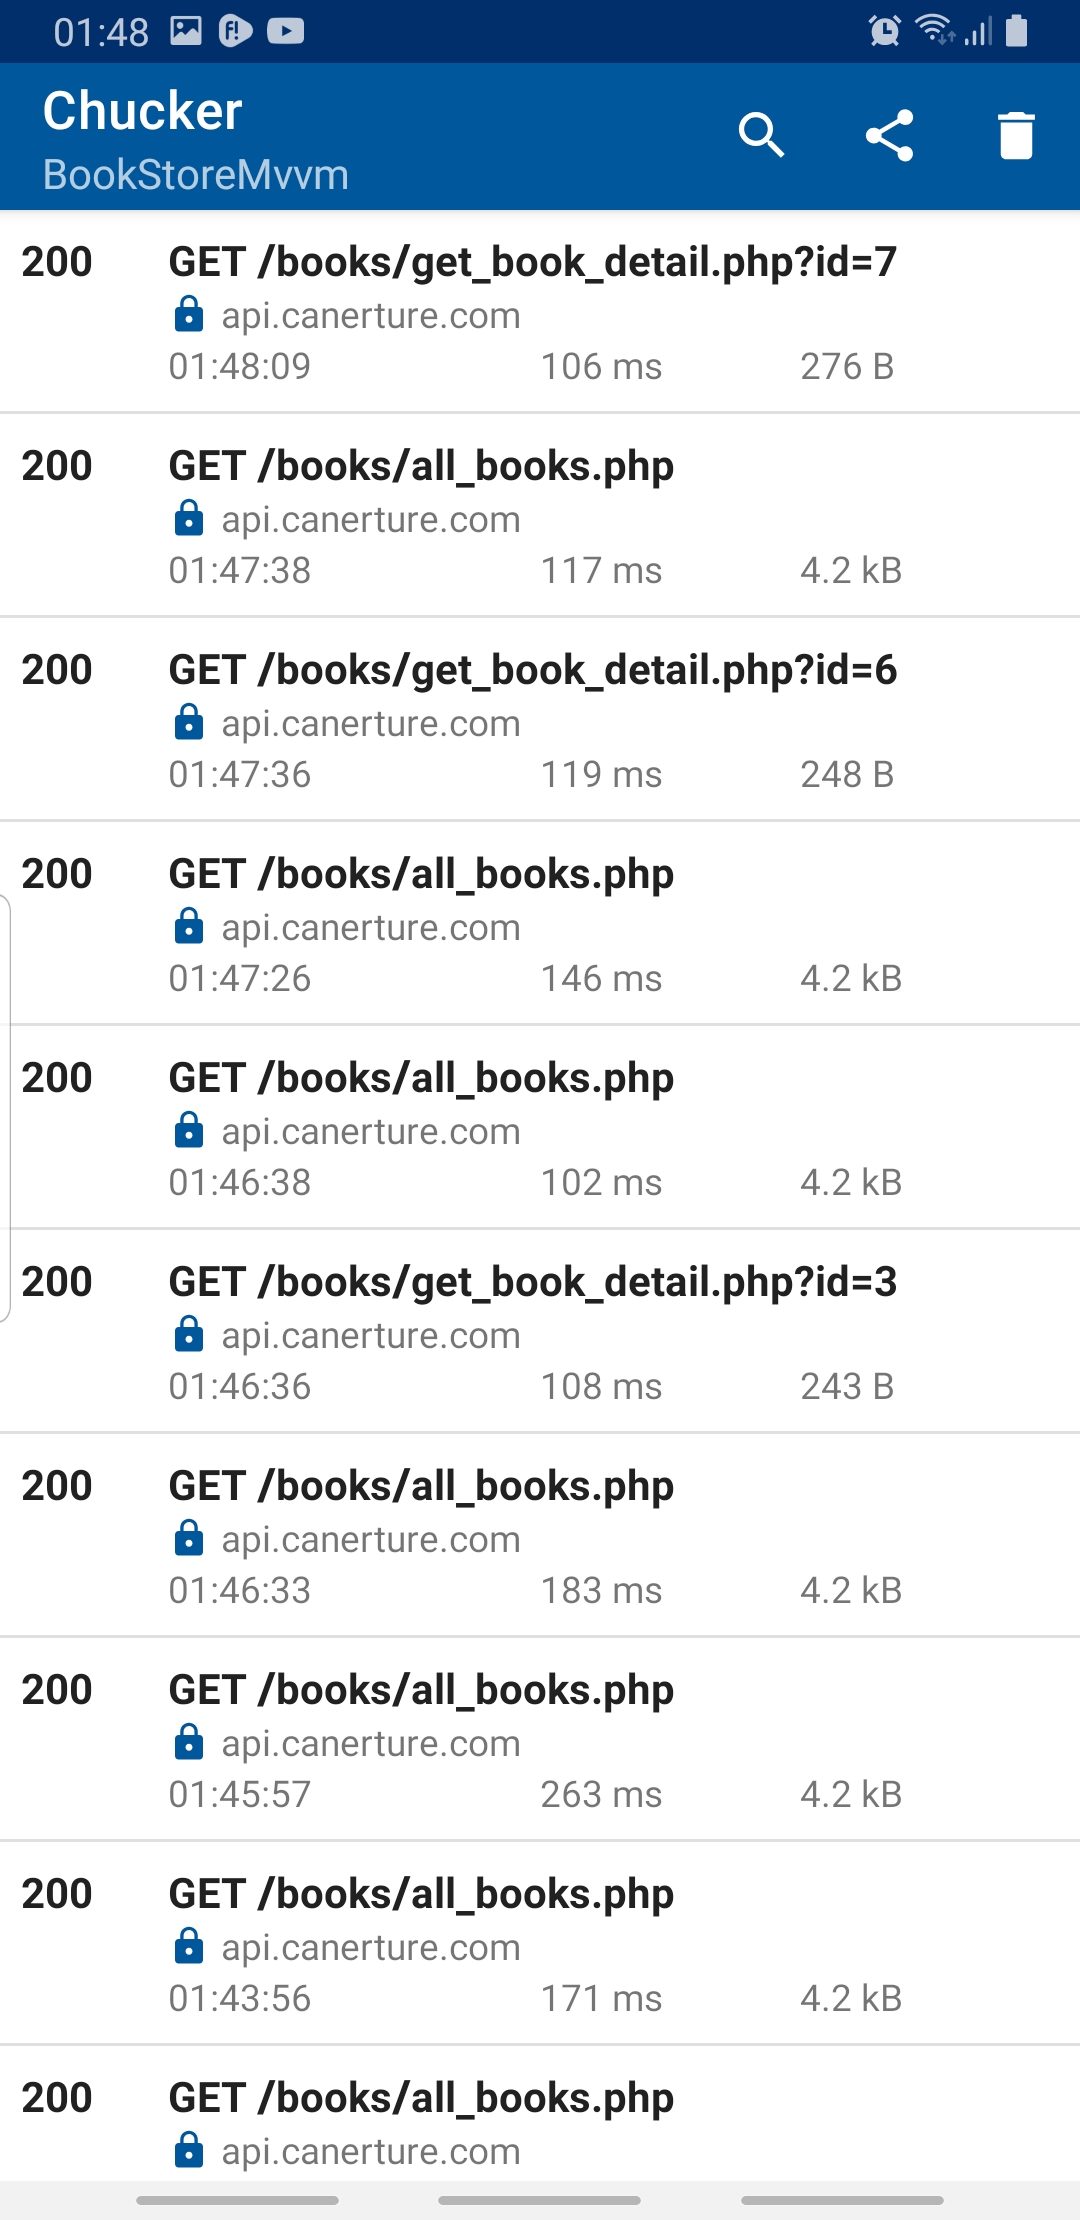 01:48
Chucker
BookStoreMvvm
200 GET /books/get_book_detail.php?id=7
api.canerture.com
01:48:09 106 ms 276 B
200 GET /books/all_books.php
api.canerture.com
01:47:38 117 ms 4.2 kB
200 GET /books/get_book_detail.php?id=6
api.canerture.com
01:47:36 119 ms 248 B
200 GET /books/all_books.php
api.canerture.com
01:47:26 146 ms 4.2 kB
200 GET /books/all_books.php
api.canerture.com
01:46:38 102 ms 4.2 kB
200 GET /books/get_book_detail.php?id=3
api.canerture.com
01:46:36 108 ms 243 B
200 GET /books/all_books.php
api.canerture.com
01:46:33 183 ms 4.2 kB
200 GET /books/all_books.php
api.canerture.com
01:45:57 263 ms 4.2 kB
200 GET /books/all_books.php
api.canerture.com
01:43:56 171 ms 4.2 kB
200 GET /books/all_books.php
api.canerture.com